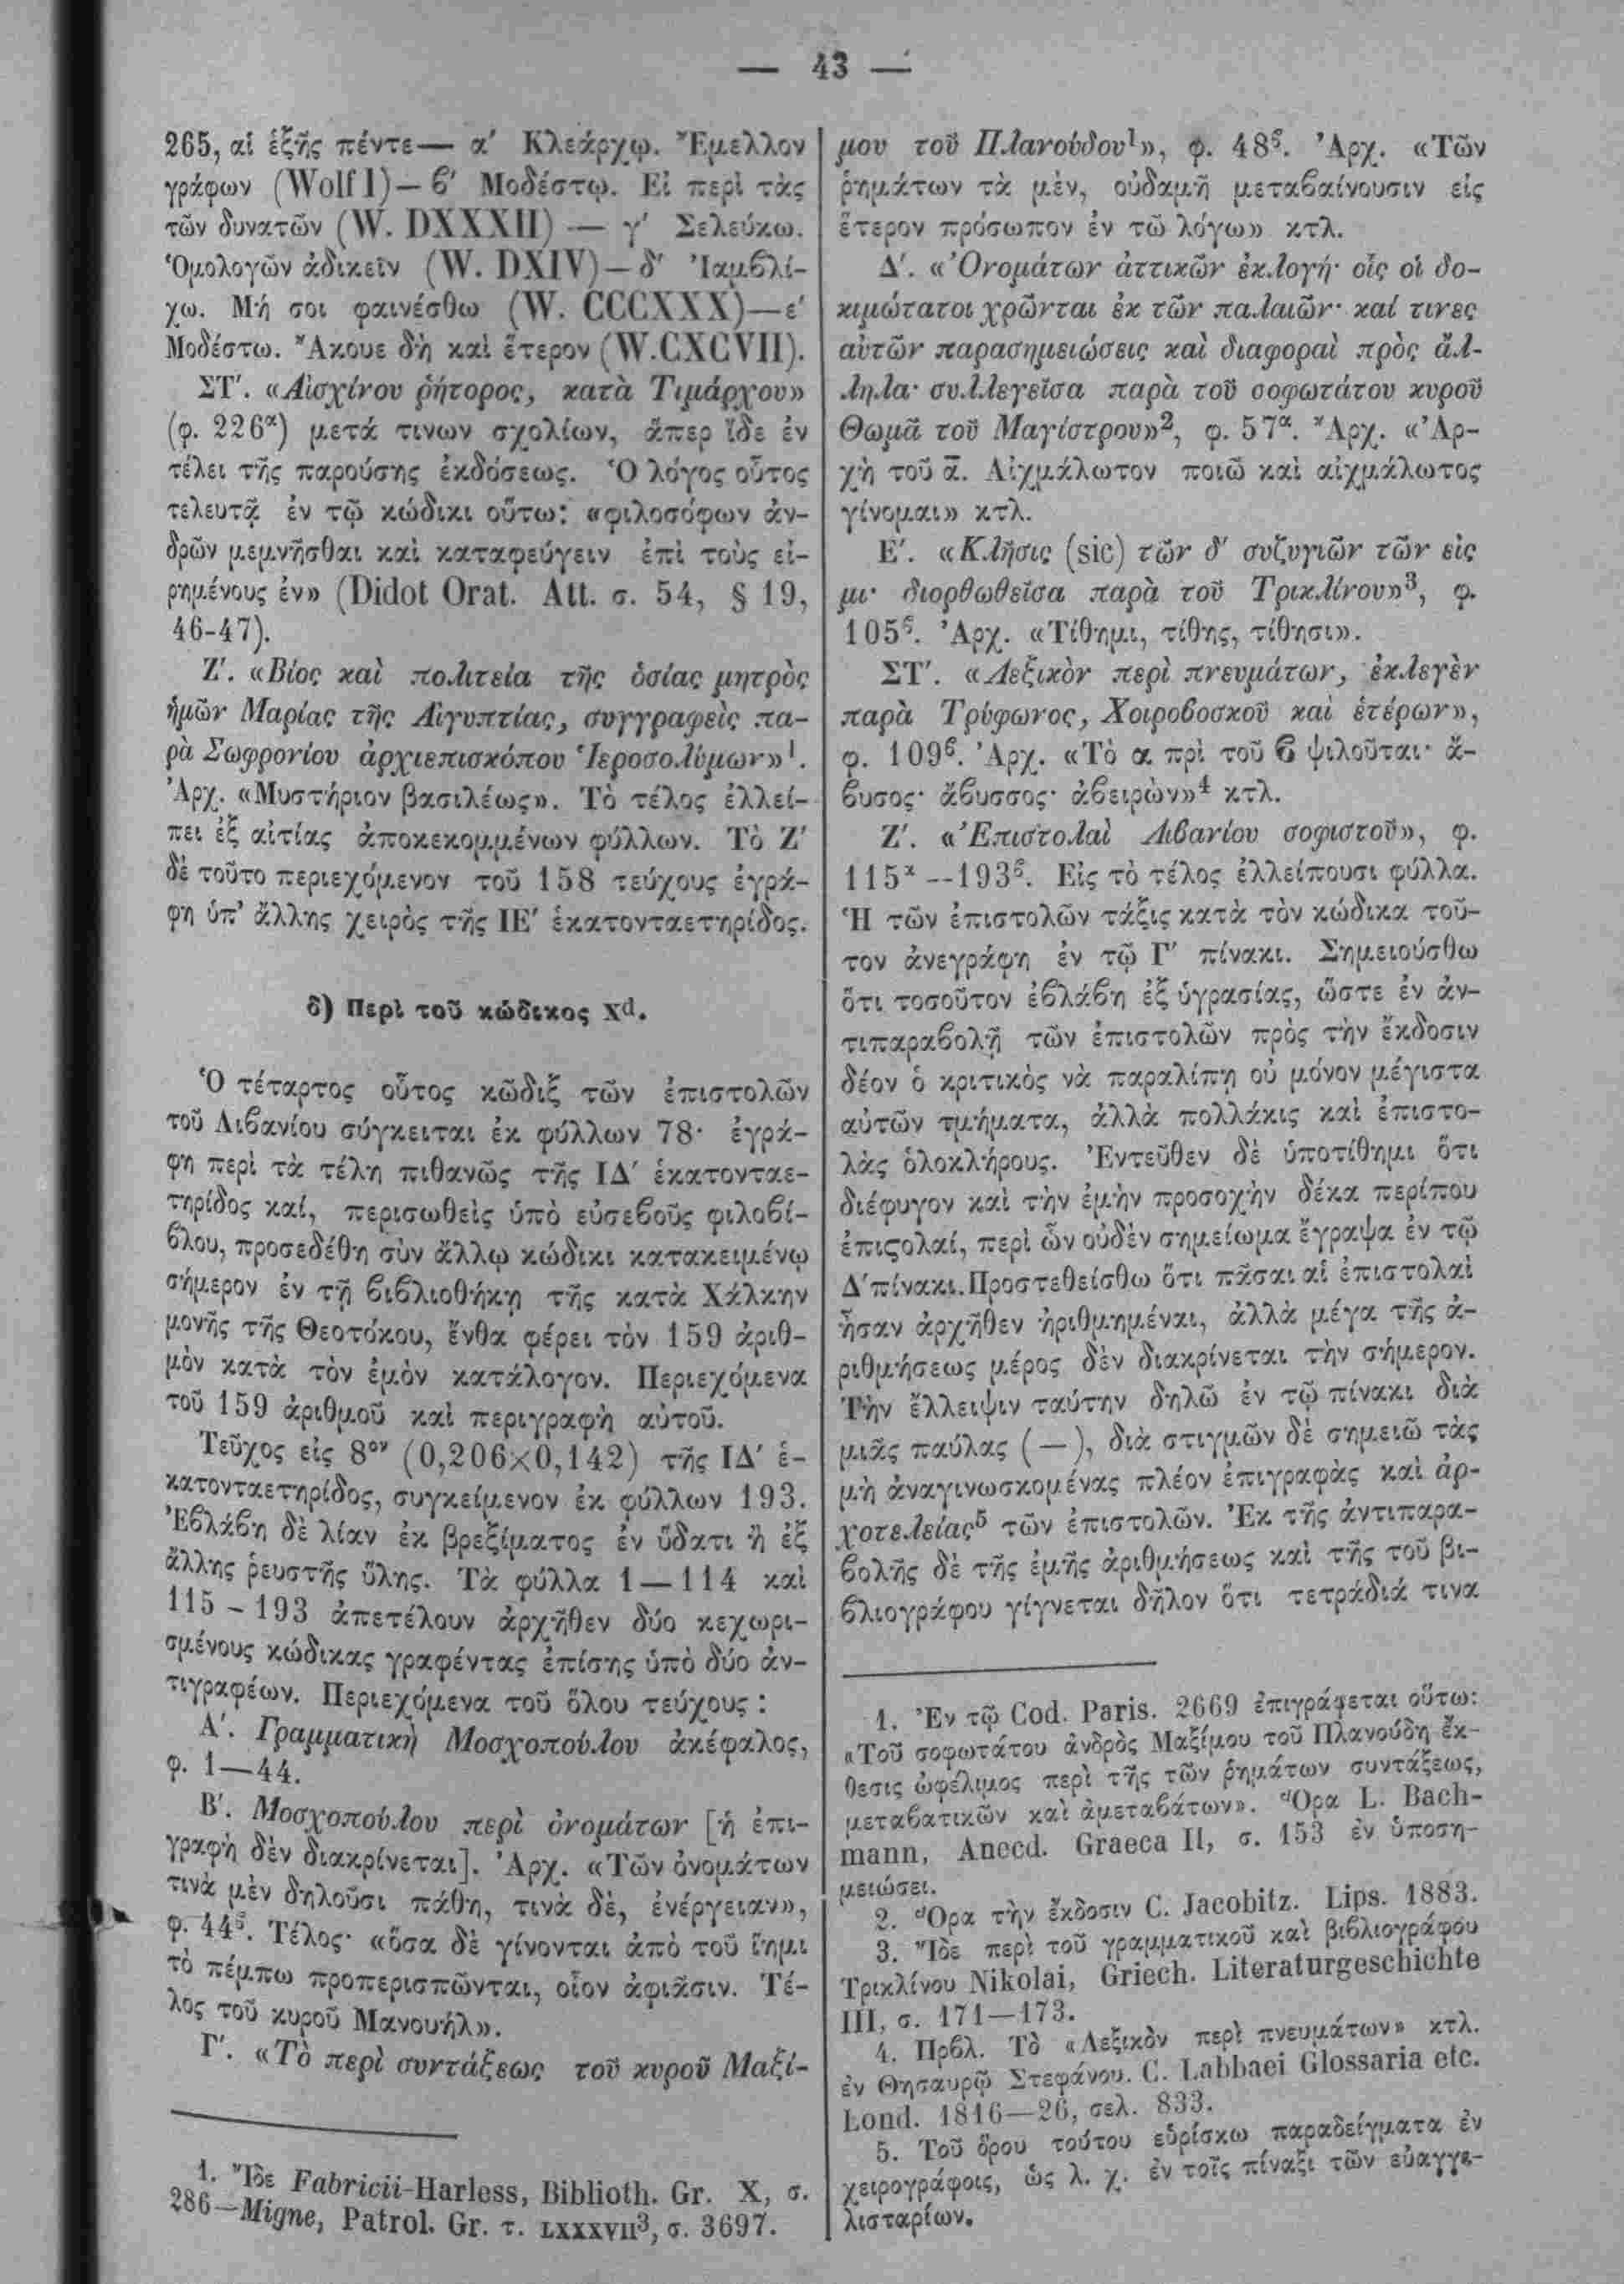 — 43 —
265, αἱ ἑξῆς πέντε— α′ Κλεάρχῳ. Ἔμελλον
γράφων (Wolf I)— β′ Μοδέστῳ. Εἰ περὶ τὰς
τῶν δυνατῶν (W. DXXXII) — γ′ Σελεύκω.
Ὁμολογῶν ἀδικεῖν (W. DXIV)—δ′ Ἰαμβλί-
χω. Μή σοι φαινέσθω (W. CCCXXX)—ε′
Μοδέστω. Ἄκουε δὴ καὶ ἕτερον (W.CXCVII).
ΣΤ′. «Αἰσχίνου ῥήτορος, κατὰ Τιμάρχου»
(φ. 226α) μετά τινων σχολίων, ἅπερ ἴδε ἐν
τέλει τῆς παρούσης ἐκδόσεως. Ὁ λόγος οὗτος
τελευτᾷ ἐν τῷ κώδικι οὕτω: «φιλοσόφων ἀν-
δρῶν μεμνῆσθαι καὶ καταφεύγειν ἐπὶ τοὺς εἰ-
ρημένους ἐν» (Didot Orat. Att. σ. 54, § 19,
46-47).
Ζ′. «Βίος καὶ πολιτεία τῆς ὁσίας μητρὸς
ἡμῶν Μαρίας τῆς Αἰγυπτίας, συγγραφεὶς πα-
ρὰ Σωφρονίου ἀρχιεπισκόπου Ἱεροσολύμων»1.
Ἀρχ. «Μυστήριον βασιλέως». Τὸ τέλος ἐλλεί-
πει ἐξ αἰτίας ἀποκεκομμένων φύλλων. Τὸ Ζ′
δὲ τοῦτο περιεχόμενον τοῦ 158 τεύχους ἐγρά-
φη ὑπ' ἄλλης χειρὸς τῆς ΙΕ′ ἑκατονταετηρίδος.
δ) Περὶ τοῦ κώδικος Xd.
Ὁ τέταρτος οὗτος κῶδιξ τῶν ἐπιστολῶν
τοῦ Λιβανίου σύγκειται ἐκ φύλλων 78· ἐγρά-
φη περὶ τὰ τέλη πιθανῶς τῆς ΙΔ′ ἑκατονταε-
τηρίδος καί, περισωθεὶς ὑπὸ εὐσεβοῦς φιλοβί-
βλου, προσεδέθη σὺν ἄλλῳ κώδικι κατακειμένῳ
σήμερον ἐν τῇ βιβλιοθήκῃ τῆς κατὰ Χάλκην
μονῆς τῆς Θεοτόκου, ἔνθα φέρει τὸν 159 ἀριθ-
μὸν κατὰ τὸν ἐμὸν κατάλογον. Περιεχόμενα
τοῦ 159 ἀριθμοῦ καὶ περιγραφὴ αὐτοῦ.
Τεῦχος εἰς 8ον (0,206×0,142) τῆς ΙΔ′ ἑ-
κατονταετηρίδος, συγκείμενον ἐκ φύλλων 193.
Ἐβλάβη δὲ λίαν ἐκ βρεξίματος ἐν ὕδατι ἢ ἐξ
ἄλλης ῥευστῆς ὕλης. Τὰ φύλλα 1—114 καὶ
115-193 ἀπετέλουν ἀρχῆθεν δύο κεχωρι-
σμένους κώδικας γραφέντας ἐπίσης ὑπὸ δύο ἀν-
τιγραφέων. Περιεχόμενα τοῦ ὅλου τεύχους:
Α′. Γραμματικὴ Μοσχοπούλου ἀκέφαλος,
φ. 1—44.
Β′. Μοσχοπούλου περὶ ὀνομάτων [ἡ ἐπι-
γραφὴ δὲν διακρίνεται]. Ἀρχ. «Τῶν ὀνομάτων
τινὰ μὲν δηλοῦσι πάθη, τινὰ δὲ, ἐνέργειαν»,
φ. 44β. Τέλος· «ὅσα δὲ γίνονται ἀπὸ τοῦ ἵημι
τὸ πέμπω προπερισπῶνται, οἷον ἀφιᾶσιν. Τέ-
λος τοῦ κυροῦ Μανουήλ».
Γ′. «Τὸ περὶ συντάξεως τοῦ κυροῦ Μαξί-
1. Ἴδε Fabricii-Harless, Biblioth. Gr. X, σ.
286—Migne, Patrol. Gr. τ. LXXXVII3, σ. 3697.
μου τοῦ Πλανούδου1», φ. 48β. Ἀρχ. «Τῶν
ῥημάτων τὰ μὲν, οὐδαμῆ μεταβαίνουσιν εἰς
ἕτερον πρόσωπον ἐν τῶ λόγω» κτλ.
Δ′. «Ὀνομάτων ἀττικῶν ἐκλογή· οἷς οἱ δο-
κιμώτατοι χρῶνται ἐκ τῶν παλαιῶν· καί τινες
αὐτῶν παρασημειώσεις καὶ διαφοραὶ πρὸς ἄλ-
ληλα· συλλεγεῖσα παρὰ τοῦ σοφωτάτου κυροῦ
Θωμᾶ τοῦ Μαγίστρου»2, φ. 57α. Ἀρχ. «Ἀρ-
χὴ τοῦ α. Αἰχμάλωτον ποιῶ καὶ αἰχμάλωτος
γίνομαι» κτλ.
Ε′. «Κλῆσις (sic) τῶν δ′ συζυγιῶν τῶν εἰς
μι· διορθωθεῖσα παρὰ τοῦ Τρικλίνου»3, φ.
105β. Ἀρχ. «Τίθημι, τίθης, τίθησι».
ΣΤ′. «Λεξικὸν περὶ πνευμάτων, ἐκλεγὲν
παρὰ Τρύφωνος, Χοιροβοσκοῦ καὶ ἑτέρων»,
φ. 109β. Ἀρχ. «Τὸ α πρὶ τοῦ β ψιλοῦται· ἄ-
βυσος· ἄβυσσος· ἀβειρὼν»4 κτλ.
Ζ′. «Ἐπιστολαὶ Λιβανίου σοφιστοῦ», φ.
115α--193β. Εἰς τὸ τέλος ἐλλείπουσι φύλλα.
Ἡ τῶν ἐπιστολῶν τάξις κατὰ τὸν κώδικα τοῦ-
τον ἀνεγράφη ἐν τῷ Γ′ πίνακι. Σημειούσθω
ὅτι τοσοῦτον ἐβλάβη ἐξ ὑγρασίας, ὥστε ἐν ἀν-
τιπαραβολῇ τῶν ἐπιστολῶν πρὸς τὴν ἔκδοσιν
δέον ὁ κριτικὸς νὰ παραλίπῃ οὐ μόνον μέγιστα
αὐτῶν τμήματα, ἀλλὰ πολλάκις καὶ ἐπιστο-
λὰς ὁλοκλήρους. Ἐντεῦθεν δὲ ὑποτίθημι ὅτι
διέφυγον καὶ τὴν ἐμὴν προσοχὴν δέκα περίπου
ἐπιςολαί, περὶ ὧν οὐδὲν σημείωμα ἔγραψα ἐν τῷ
Δ′ πίνακι. Προστεθείσθω ὅτι πᾶσαι αἱ ἐπιστολαὶ
ἦσαν ἀρχῆθεν ἠριθμημέναι, ἀλλὰ μέγα τῆς ἀ-
ριθμήσεως μέρος δὲν διακρίνεται τὴν σήμερον.
Τὴν ἔλλειψιν ταύτην δηλῶ ἐν τῷ πίνακι διὰ
μιᾶς παύλας (—), διὰ στιγμῶν δὲ σημειῶ τὰς
μὴ ἀναγινωσκομένας πλέον ἐπιγραφὰς καὶ ἀρ-
χοτελείας5 τῶν ἐπιστολῶν. Ἐκ τῆς ἀντιπαρα-
βολῆς δὲ τῆς ἐμῆς ἀριθμήσεως καὶ τῆς τοῦ βι-
βλιογράφου γίγνεται δῆλον ὅτι τετράδιά τινα
1. Ἐν τῷ Cod. Paris. 2669 ἐπιγράφεται οὕτω:
«Τοῦ σοφωτάτου ἀνδρὸς Μαξίμου τοῦ Πλανούδη ἔκ-
θεσις ὠφέλιμος περὶ τῆς τῶν ῥημάτων συντάξεως,
μεταβατικῶν καὶ ἀμεταβάτων». Ὅρα L. Bach-
mann, Anecd. Graeca II, σ. 153 ἐν ὑποση-
μειώσει.
2. Ὅρα τὴν ἔκδοσιν C. Jacobitz. Lips. 1883.
3. Ἴδε περὶ τοῦ γραμματικοῦ καὶ βιβλιογράφου
Τρικλίνου Nikolai, Griech. Literaturgeschichte
III, σ. 171—173.
4. Πρβλ. Τὸ «Λεξικὸν περὶ πνευμάτων» κτλ.
ἐν Θησαυρῷ Στεφάνου. C. Labbaei Glossaria etc.
Lond. 1816—26, σελ. 833.
5. Τοῦ ὅρου τούτου εὑρίσκω παραδείγματα ἐν
χειρογράφοις, ὡς λ. χ. ἐν τοῖς πίναξι τῶν εὐαγγε-
λισταρίων.